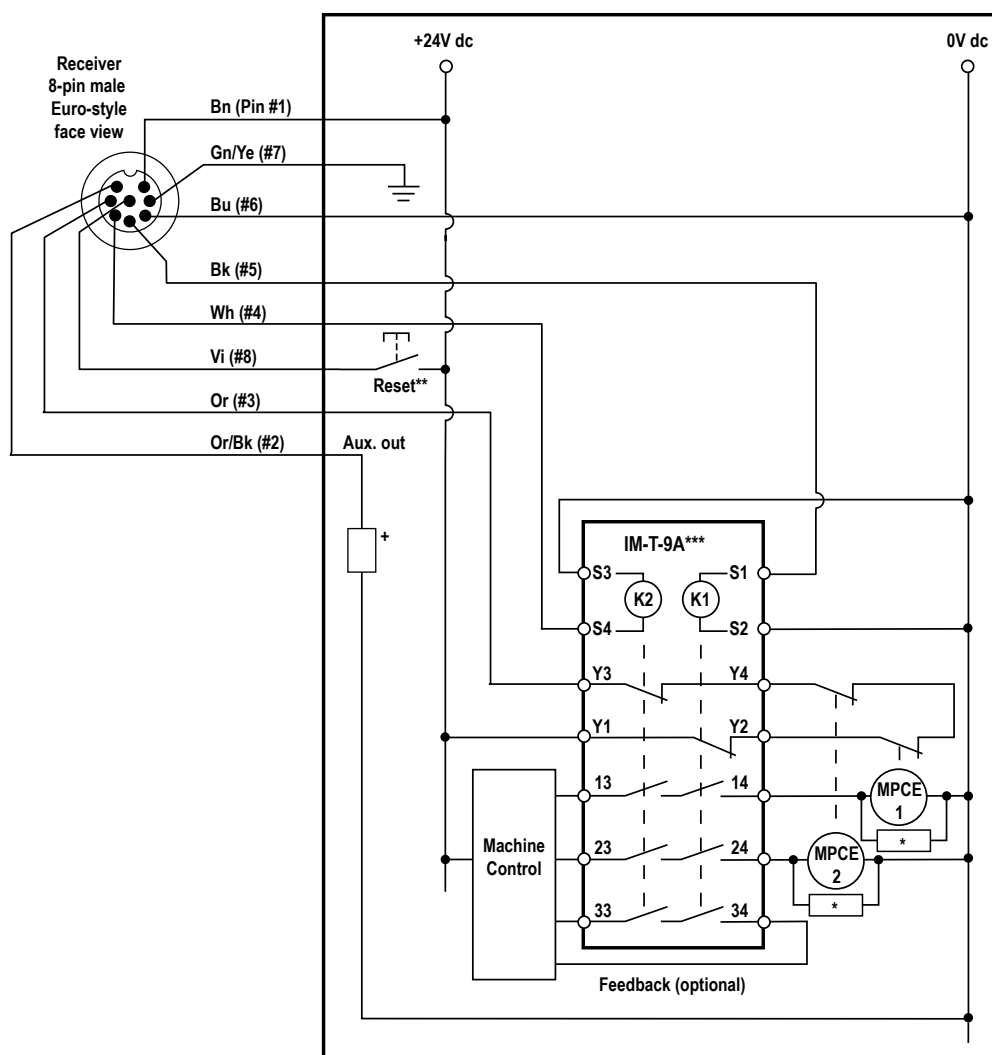 +24V dc
0V dc
Receiver
8-pin male
Euro-style
face view
Bn (Pin #1)
Gn/Ye (#7)
Bu (#6)
Bk (#5)
Wh (#4)
Vi (#8)
Reset**
Or (#3)
Or/Bk (#2)
Aux. out
+
IM-T-9A***
S3
S1
K2
K1
S4
S2
Y3
Y4
Y1
Y2
13
14
MPCE
1
*
Machine
Control
23
24
MPCE
2
*
33
34
Feedback (optional)